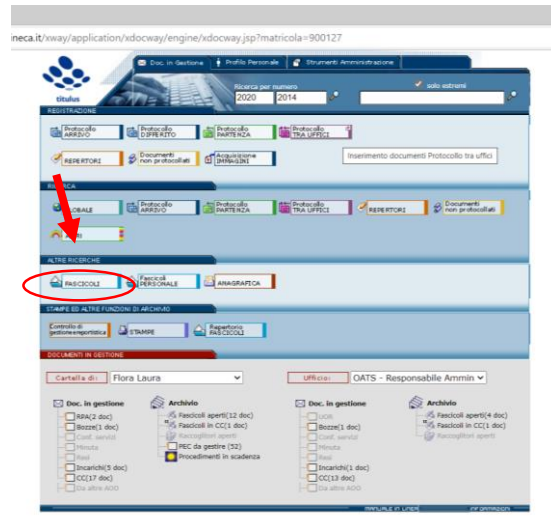 ineca.it/xway/application/xdocway/engine/xdocway.jsp?matricola=900127
Doc. in Gestione Profilo Personale Strumenti Amministrazione
titulus
Ricerca per numero
solo estremi
2020 2014
REGISTRAZIONE
Protocollo ARRIVO
Protocollo DIFFERITO
Protocollo PARTENZA
Protocollo TRA UFFICI
REPERTORI
Documenti non protocollati
Acquisizione IMMAGINI
Inserimento documenti Protocollo tra uffici
RICERCA
GLOBALE
Protocollo ARRIVO
Protocollo PARTENZA
Protocollo TRA UFFICI
REPERTORI
Documenti non protocollati
ALTRE RICERCHE
FASCICOLI
Fascicoli PERSONALE
ANAGRAFICA
STAMPE ED ALTRE FUNZIONI DI ARCHIVIO
Controllo di gestione e reportistica
STAMPE
Repertorio FASCICOLI
DOCUMENTI IN GESTIONE
Cartella di: Flora Laura
Ufficio: OATS - Responsabile Ammin
Doc. in gestione
RPA(2 doc)
Bozze(1 doc)
Conf. servizi
Minuta
Resi
Incarichi(5 doc)
CC(17 doc)
Da altre AOO
Archivio
Fascicoli aperti(12 doc)
Fascicoli in CC(1 doc)
Raccoglitori aperti
PEC da gestire (52)
Procedimenti in scadenza
Doc. in gestione
UOR
Bozze(1 doc)
Conf. servizi
Minuta
Resi
Incarichi(1 doc)
CC(13 doc)
Da altre AOO
Archivio
Fascicoli aperti(4 doc)
Fascicoli in CC(1 doc)
Raccoglitori aperti
MANUALE IN LINEA
INFORMAZIONI